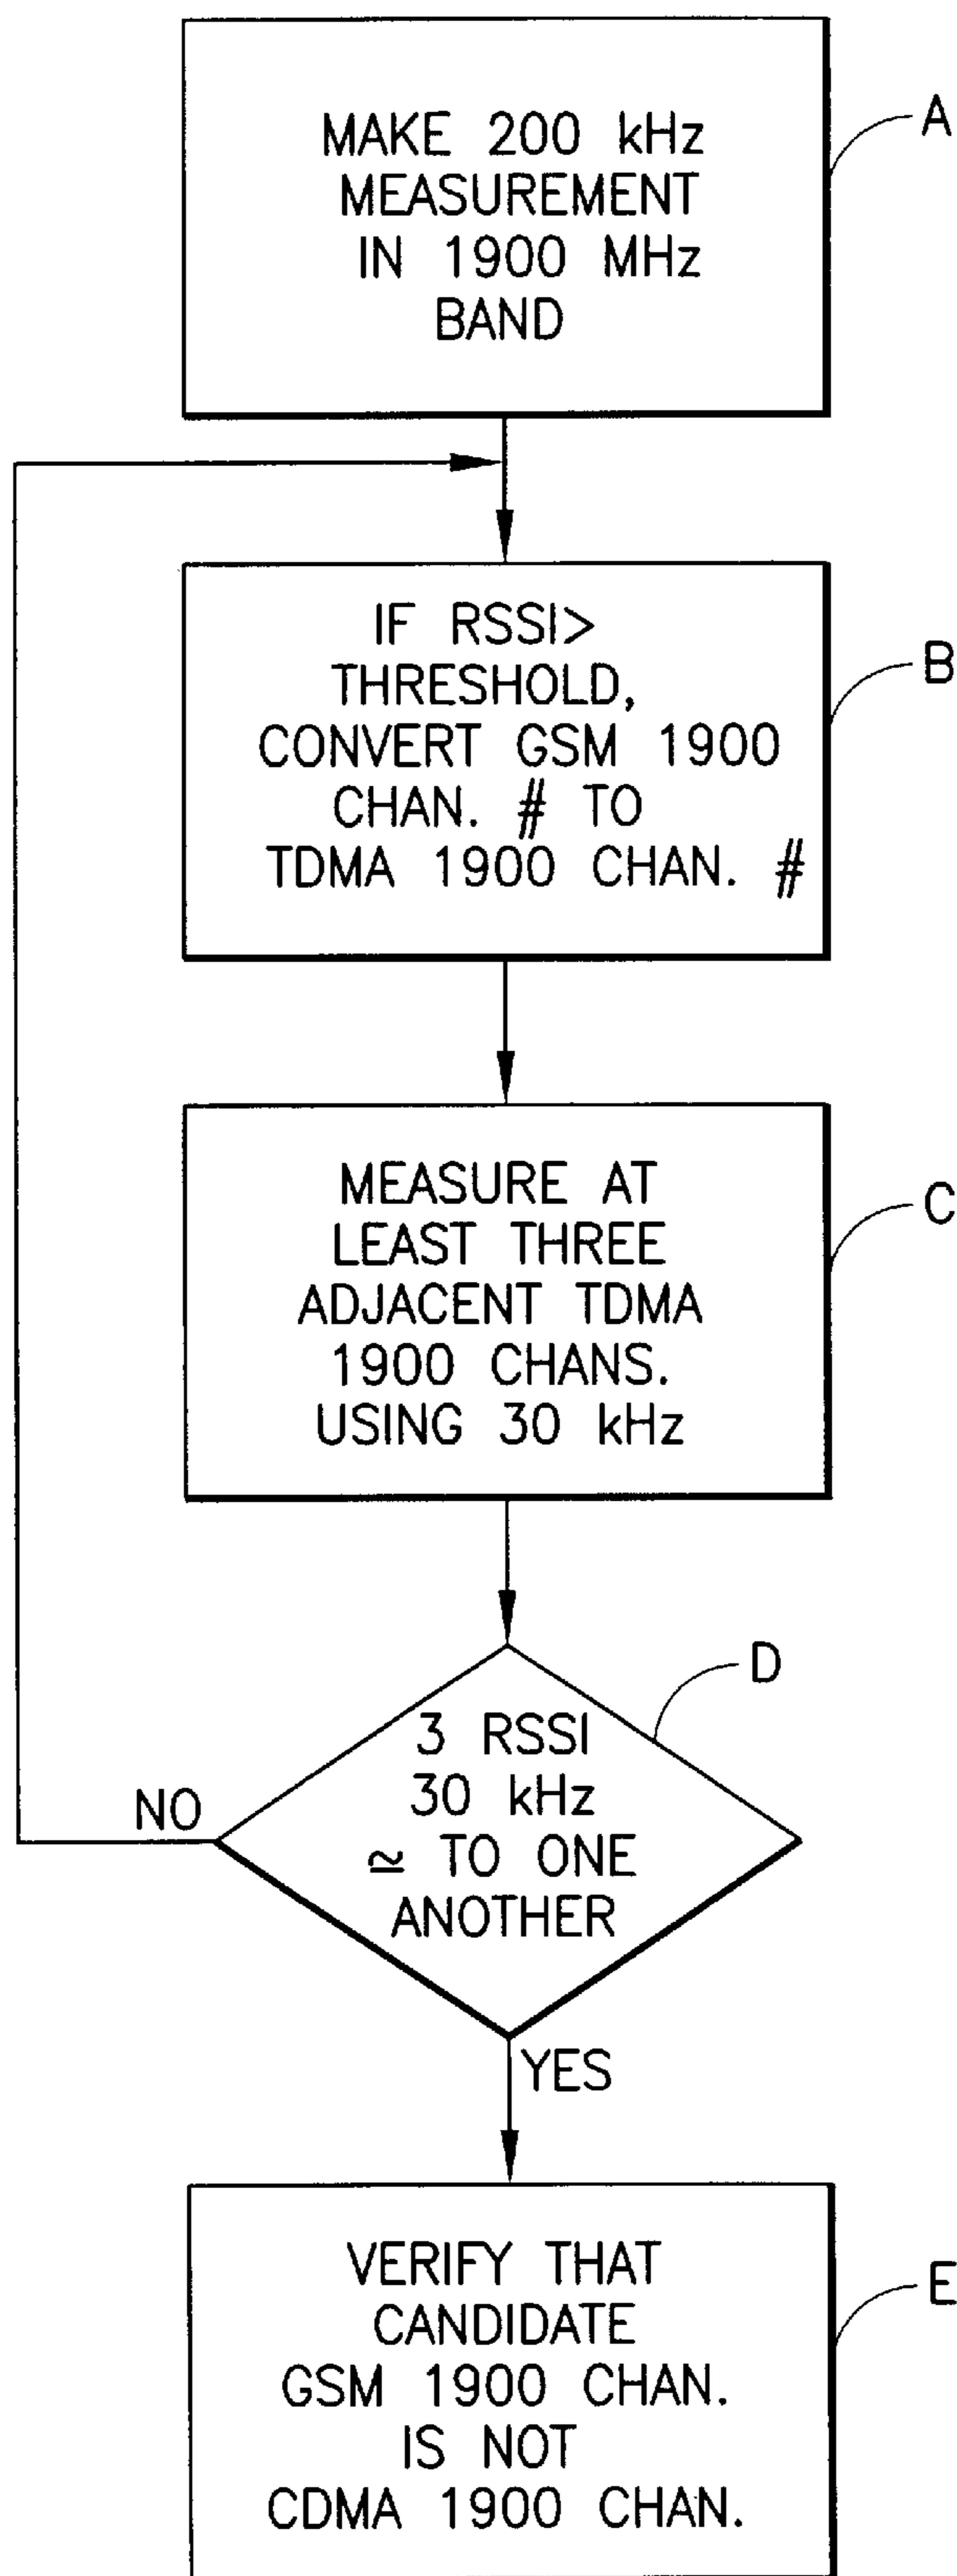 MAKE 200 kHz
MEASUREMENT
IN 1900 MHz
BAND
A
IF RSSI>
THRESHOLD,
CONVERT GSM 1900
CHAN. # TO
TDMA 1900 CHAN. #
B
MEASURE AT
LEAST THREE
ADJACENT TDMA
1900 CHANS.
USING 30 kHz
C
D
3 RSSI
30 kHz
≃ TO ONE
ANOTHER
NO
YES
VERIFY THAT
CANDIDATE
GSM 1900 CHAN.
IS NOT
CDMA 1900 CHAN.
E